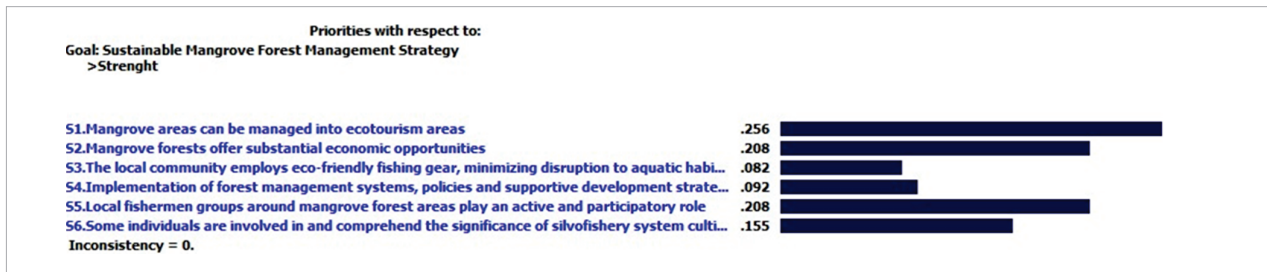 Priorities with respect to:
Goal: Sustainable Mangrove Forest Management Strategy
>Strenght
S1.Mangrove areas can be managed into ecotourism areas .256
S2.Mangrove forests offer substantial economic opportunities .208
S3.The local community employs eco-friendly fishing gear, minimizing disruption to aquatic habi... .082
S4.Implementation of forest management systems, policies and supportive development strate... .092
S5.Local fishermen groups around mangrove forest areas play an active and participatory role .208
S6.Some individuals are involved in and comprehend the significance of silvofishery system culti... .155
Inconsistency = 0.